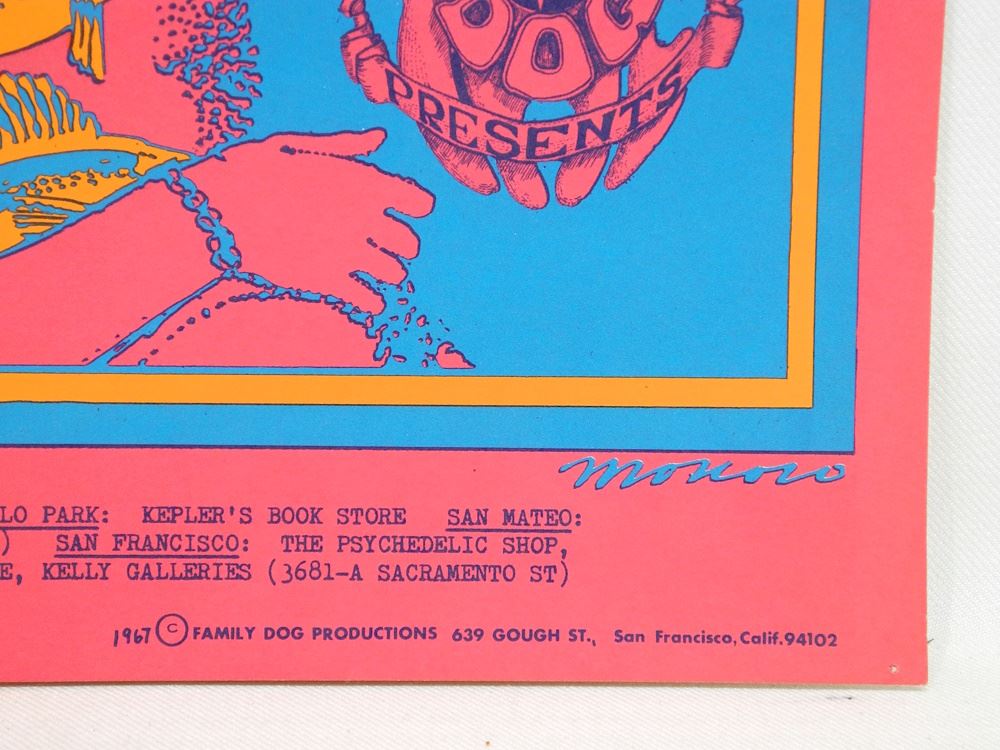 DOG
PRESENTS
Moscoso
LO PARK: KEPLER'S BOOK STORE SAN MATEO:
) SAN FRANCISCO: THE PSYCHEDELIC SHOP,
E, KELLY GALLERIES (3681-A SACRAMENTO ST)
1967 © FAMILY DOG PRODUCTIONS 639 GOUGH ST., San Francisco, Calif. 94102